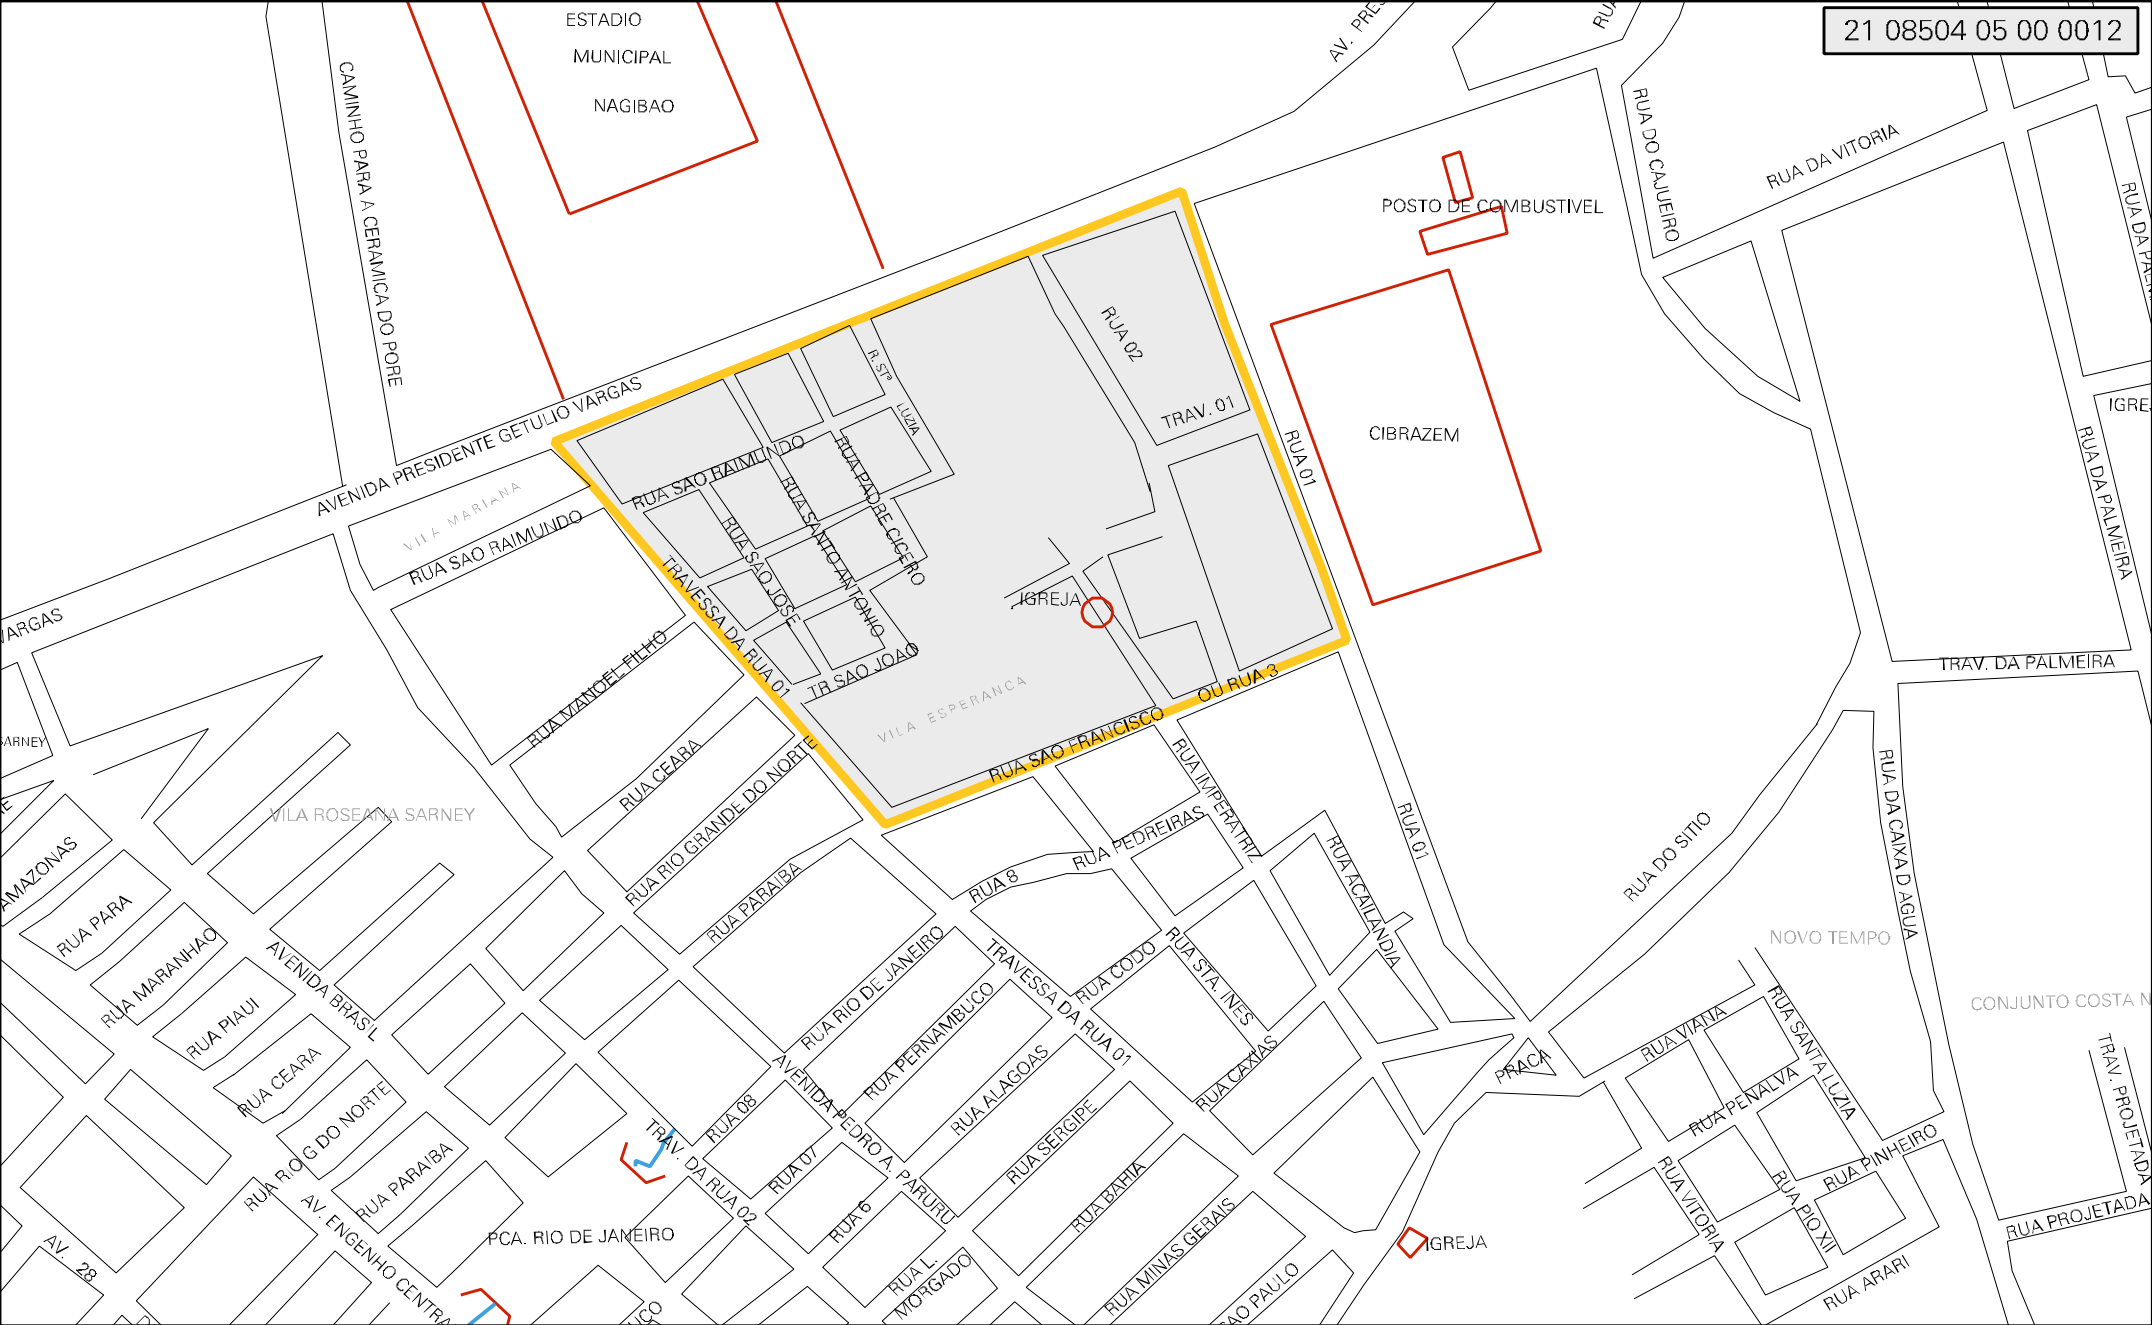 21 08504 05 00 0012
ESTADIO
MUNICIPAL
NAGIBAO
CAMINHO PARA A CERAMICA DO PORE
RUA DO CAJUEIRO
RUA DA VITORIA
POSTO DE COMBUSTIVEL
RUA 02
TRAV. 01
R. STª
LUZIA
CIBRAZEM
RUA 01
RUA DA PALMEIRA
TRAV. DA PALMEIRA
AVENIDA PRESIDENTE GETULIO VARGAS
VARGAS
VILA MARIANA
RUA SAO RAIMUNDO
RUA SAO RAIMUNDO
RUA PADRE CICERO
RUA SANTO ANTONIO
RUA SAO JOSE
TRAVESSA DA RUA 01
TR SAO JOAO
IGREJA
VILA ESPERANCA
RUA SAO FRANCISCO
OU RUA 3
RUA MANOEL FILHO
RUA CEARA
RUA RIO GRANDE DO NORTE
RUA PARAIBA
VILA ROSEANA SARNEY
SARNEY
AMAZONAS
RUA PARA
RUA MARANHAO
RUA PIAUI
RUA CEARA
RUA RIO G DO NORTE
RUA PARAIBA
AVENIDA BRASIL
RUA IMPERATRIZ
RUA PEDREIRAS
RUA 8
RUA ACAILANDIA
RUA 01
RUA CODO
RUA STA. INES
RUA CAXIAS
TRAVESSA DA RUA 01
RUA RIO DE JANEIRO
RUA PERNAMBUCO
RUA ALAGOAS
RUA SERGIPE
RUA BAHIA
RUA MINAS GERAIS
SAO PAULO
AVENIDA PEDRO A. PARURU
RUA 08
RUA 07
RUA 6
RUA L.
MORGADO
TRAV. DA RUA 02
PCA. RIO DE JANEIRO
AV. ENGENHO CENTRA
AV. 28
RUA DO SITIO
RUA DA CAIXA D AGUA
NOVO TEMPO
CONJUNTO COSTA N
PRACA
RUA VIANA
RUA SANTA LUZIA
RUA PENALVA
RUA PINHEIRO
RUA VITORIA
RUA PIO XII
RUA ARARI
IGREJA
TRAV. PROJETADA
RUA PROJETADA
AV. PRES
RUA
RUA DA PALM
IGRE